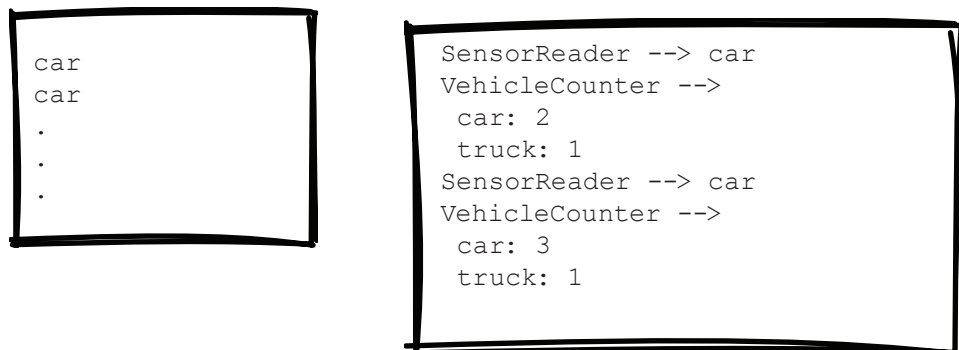 car
car
.
.
.
SensorReader --> car
VehicleCounter -->
 car: 2
 truck: 1
SensorReader --> car
VehicleCounter -->
 car: 3
 truck: 1